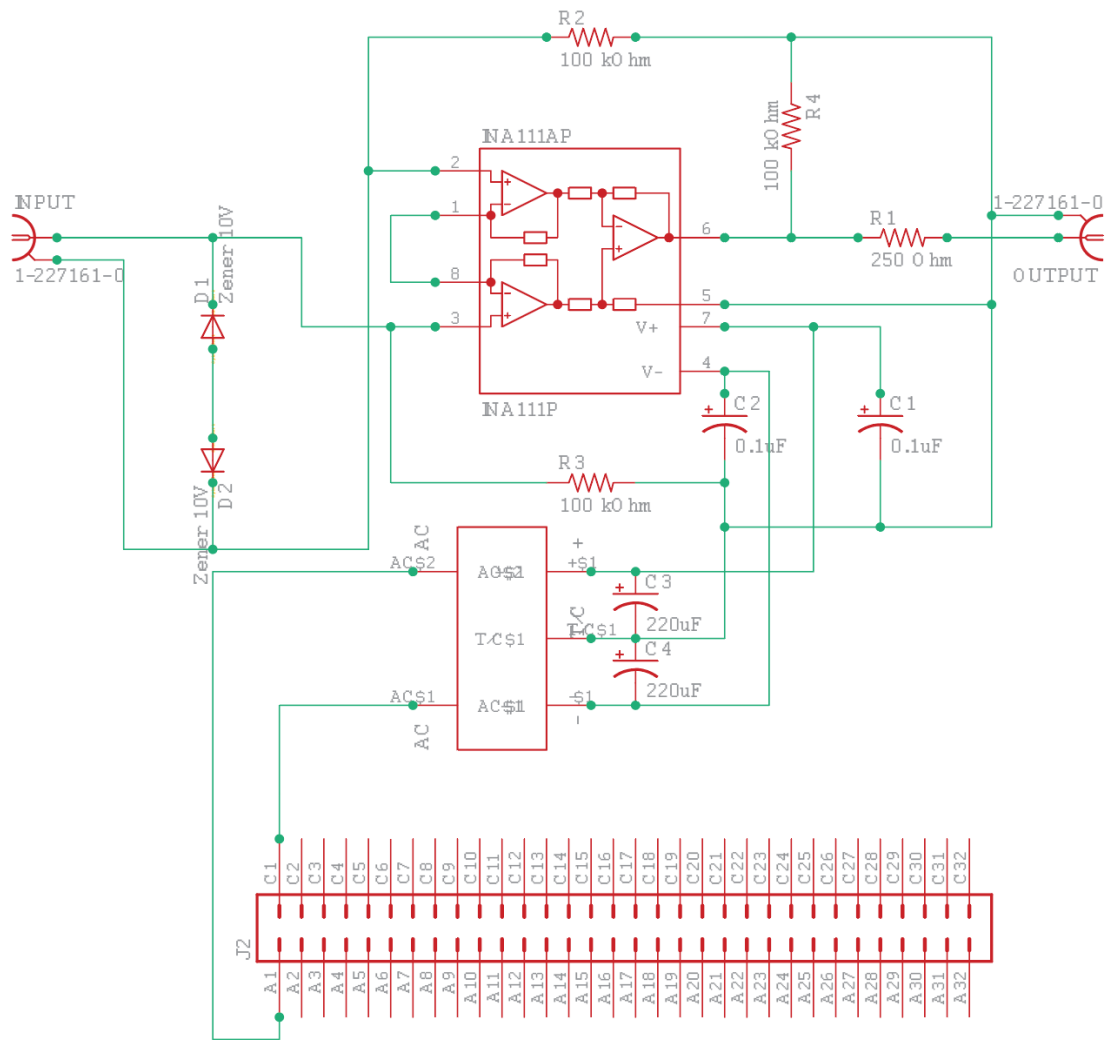 R2
100 kOhm
100 kOhm
R4
INA111AP
2
1
8
3
6
5
7
4
V+
V-
INA111P
INPUT
1-227161-0
Zener 10V
D1
Zener 10V
D2
1-227161-0
R1
250 Ohm
OUTPUT
+
C2
0.1uF
+
C1
0.1uF
R3
100 kOhm
AC
AC$2
+
+$1
T/C
T/C$1
T/C$1
AC$1
AC$1
AC
-$1
-
+
C3
220uF
+
C4
220uF
C1 C2 C3 C4 C5 C6 C7 C8 C9 C10 C11 C12 C13 C14 C15 C16 C17 C18 C19 C20 C21 C22 C23 C24 C25 C26 C27 C28 C29 C30 C31 C32
J2
A1 A2 A3 A4 A5 A6 A7 A8 A9 A10 A11 A12 A13 A14 A15 A16 A17 A18 A19 A20 A21 A22 A23 A24 A25 A26 A27 A28 A29 A30 A31 A32